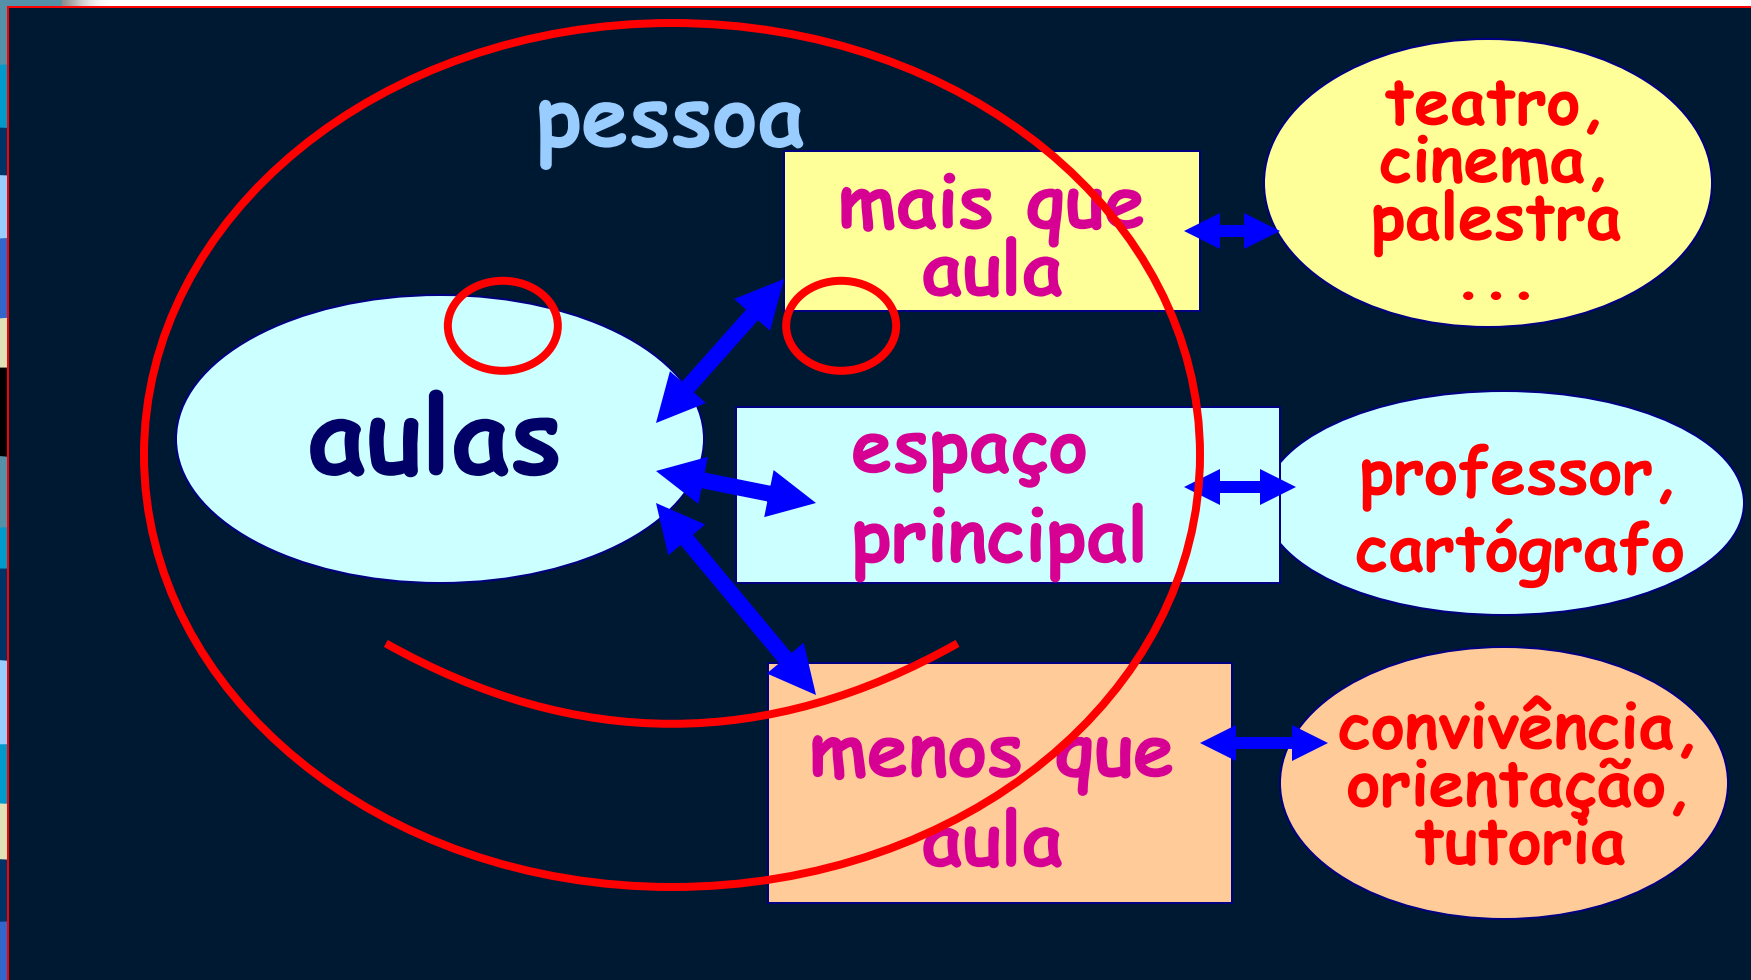 pessoa
mais que
aula
teatro,
cinema,
palestra
...
aulas
espaço
principal
professor,
cartógrafo
menos que
aula
convivência,
orientação,
tutoria